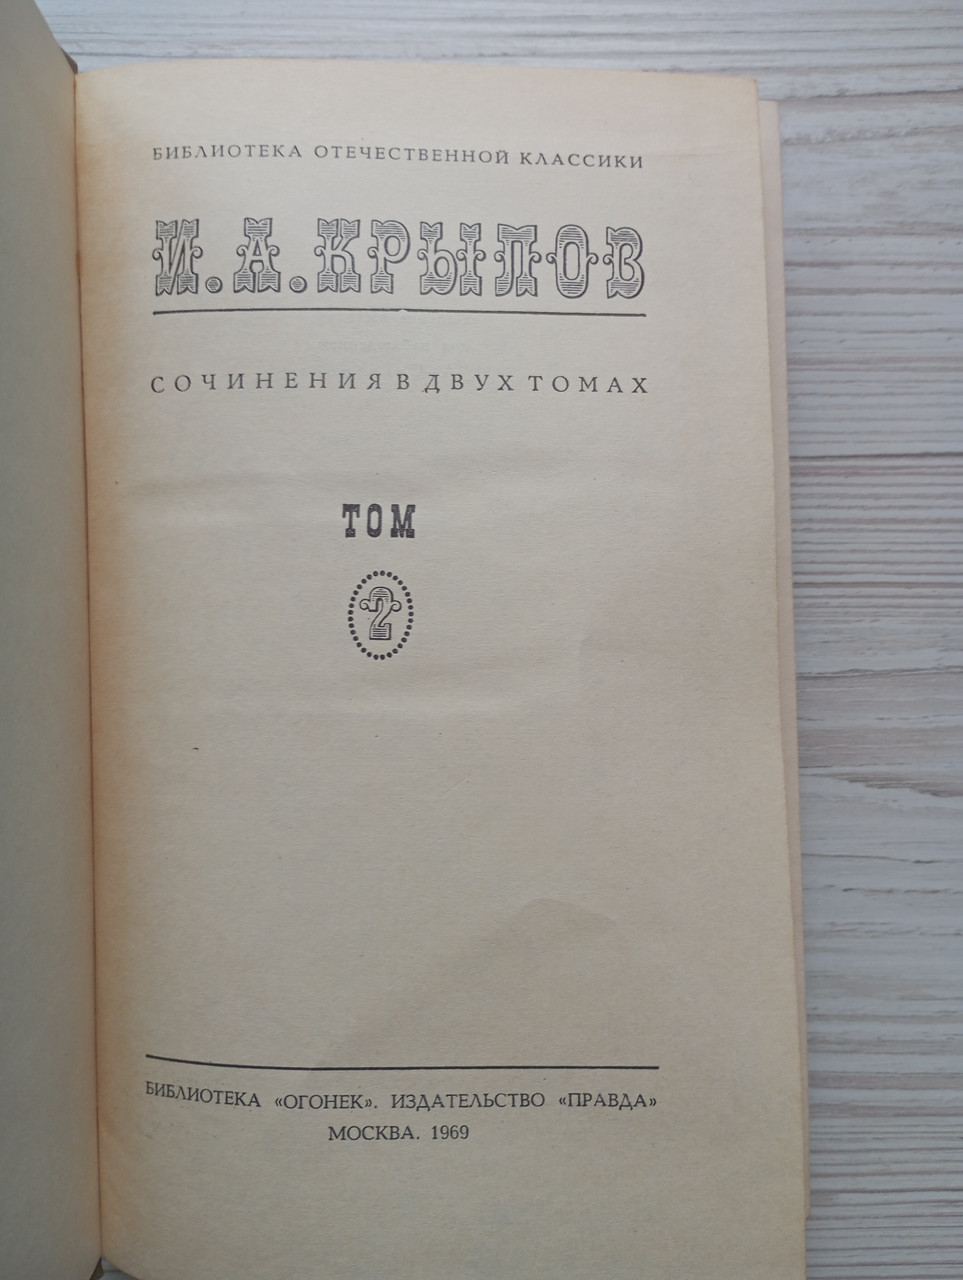 БИБЛИОТЕКА ОТЕЧЕСТВЕННОЙ КЛАССИКИ
И.А.КРЫЛОВ
СОЧИНЕНИЯ В ДВУХ ТОМАХ
ТОМ
2
БИБЛИОТЕКА «ОГОНЕК». ИЗДАТЕЛЬСТВО «ПРАВДА»
МОСКВА. 1969